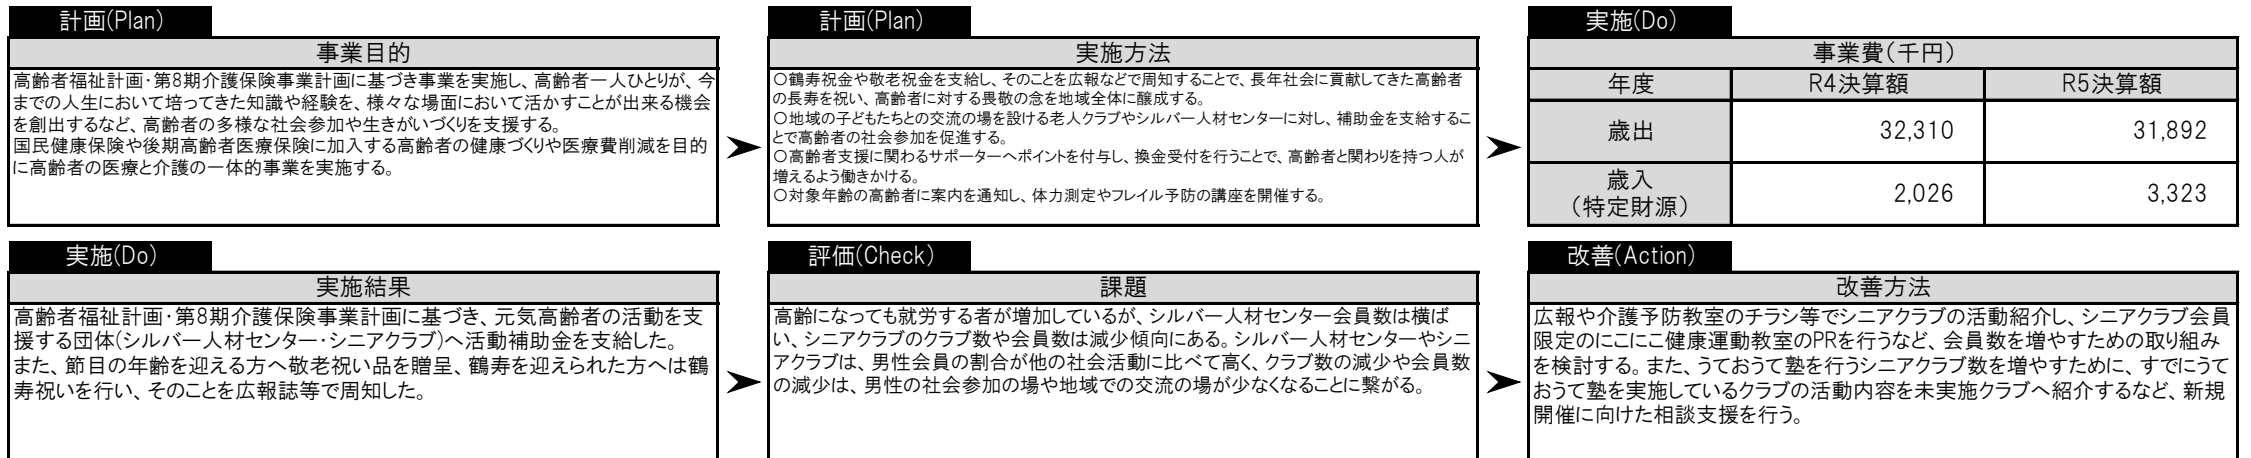 計画(Plan)
事業目的
高齢者福祉計画・第8期介護保険事業計画に基づき事業を実施し、高齢者一人ひとりが、今
までの人生において培ってきた知識や経験を、様々な場面において活かすことが出来る機会
を創出するなど、高齢者の多様な社会参加や生きがいづくりを支援する。
国民健康保険や後期高齢者医療保険に加入する高齢者の健康づくりや医療費削減を目的
に高齢者の医療と介護の一体的事業を実施する。
計画(Plan)
実施方法
○鶴寿祝金や敬老祝金を支給し、そのことを広報などで周知することで、長年社会に貢献してきた高齢者
の長寿を祝い、高齢者に対する畏敬の念を地域全体に醸成する。
○地域の子どもたちとの交流の場を設ける老人クラブやシルバー人材センターに対し、補助金を支給するこ
とで高齢者の社会参加を促進する。
○高齢者支援に関わるサポーターへポイントを付与し、換金受付を行うことで、高齢者と関わりを持つ人が
増えるよう働きかける。
○対象年齢の高齢者に案内を通知し、体力測定やフレイル予防の講座を開催する。
実施(Do)
事業費(千円)
年度 R4決算額 R5決算額
歳出 32,310 31,892
歳入
(特定財源) 2,026 3,323
実施(Do)
実施結果
高齢者福祉計画・第8期介護保険事業計画に基づき、元気高齢者の活動を支
援する団体(シルバー人材センター・シニアクラブ)へ活動補助金を支給した。
また、節目の年齢を迎える方へ敬老祝い品を贈呈、鶴寿を迎えられた方へは鶴
寿祝いを行い、そのことを広報誌等で周知した。
評価(Check)
課題
高齢になっても就労する者が増加しているが、シルバー人材センター会員数は横ば
い、シニアクラブのクラブ数や会員数は減少傾向にある。シルバー人材センターやシニ
アクラブは、男性会員の割合が他の社会活動に比べて高く、クラブ数の減少や会員数
の減少は、男性の社会参加の場や地域での交流の場が少なくなることに繋がる。
改善(Action)
改善方法
広報や介護予防教室のチラシ等でシニアクラブの活動紹介し、シニアクラブ会員
限定のにこにこ健康運動教室のPRを行うなど、会員数を増やすための取り組み
を検討する。また、うておうて塾を行うシニアクラブ数を増やすために、すでにうて
おうて塾を実施しているクラブの活動内容を未実施クラブへ紹介するなど、新規
開催に向けた相談支援を行う。